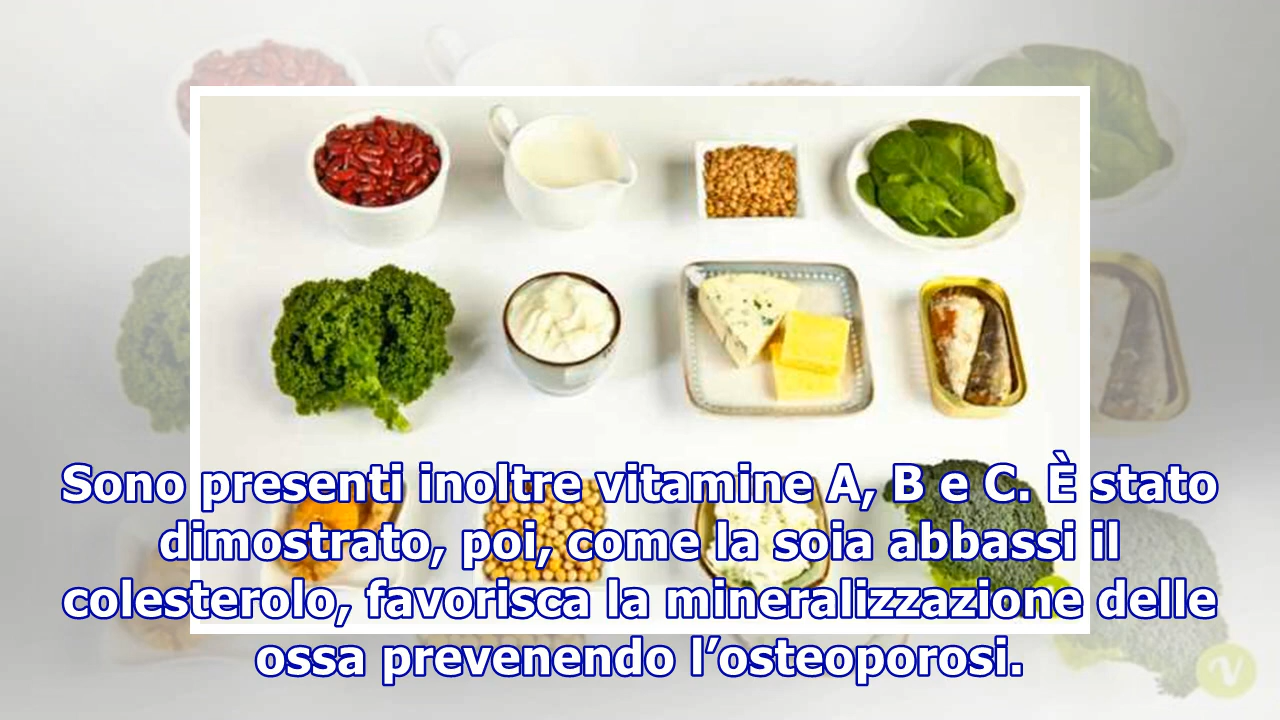 Sono presenti inoltre vitamine A, B e C. È stato
dimostrato, poi, come la soia abbassi il
colesterolo, favorisca la mineralizzazione delle
ossa prevenendo l’osteoporosi.